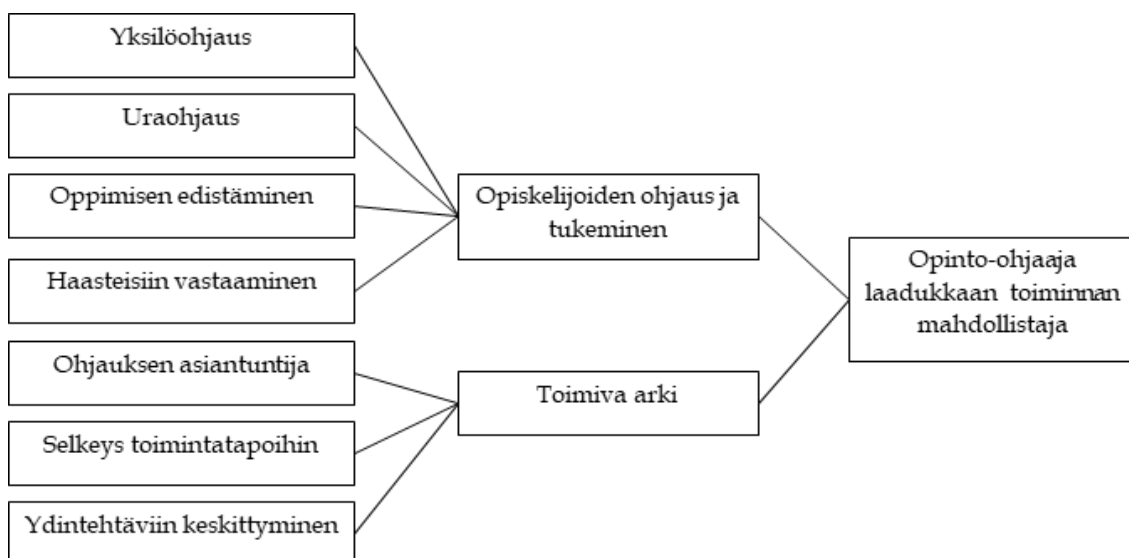 Yksilöohjaus
Uraohjaus
Oppimisen edistäminen
Haasteisiin vastaaminen
Ohjauksen asiantuntija
Selkeys toimintatapoihin
Ydintehtäviin keskittyminen
Opiskelijoiden ohjaus ja
tukeminen
Toimiva arki
Opinto-ohjaaja
laadukkaan toiminnan
mahdollistaja